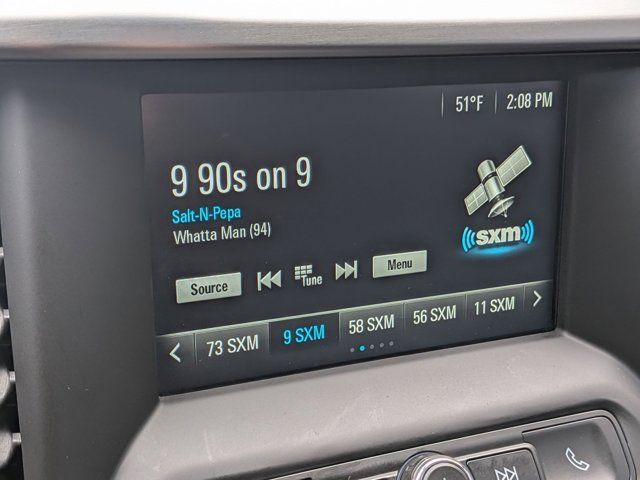 51°F 2:08 PM
9 90s on 9
Salt-N-Pepa
Whatta Man (94)
sxm
Source Tune Menu
73 SXM 9 SXM 58 SXM 56 SXM 11 SXM